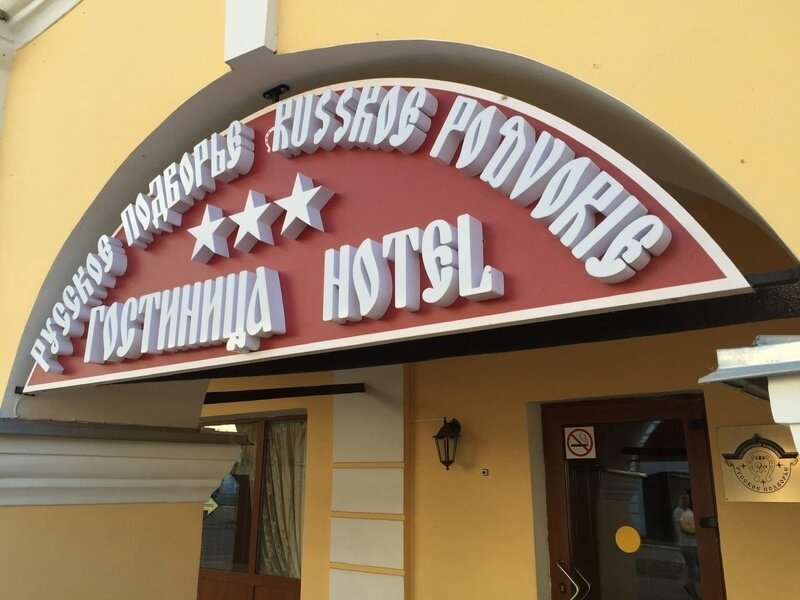 РУССКОЕ ПОДВОРЬЕ RUSSKOE PODVORIE
ГОСТИНИЦА HOTEL
РУССКОЕ ПОДВОРЬЕ